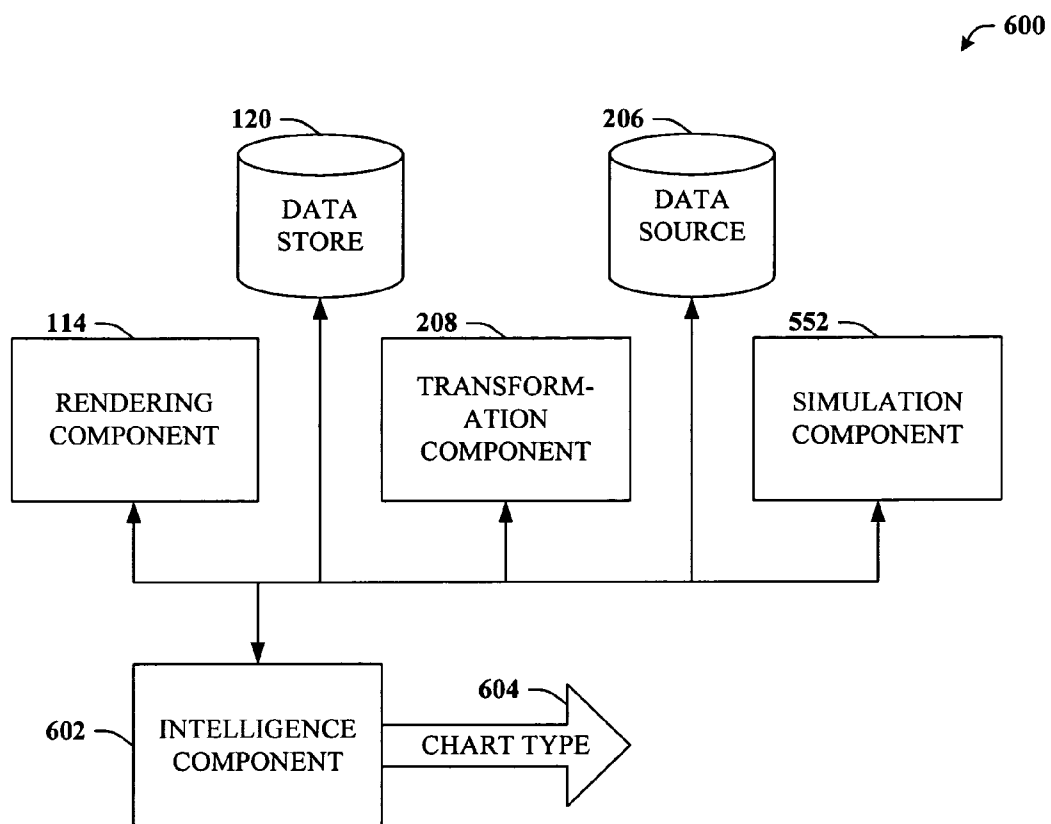 600
120
206
DATA
STORE
DATA
SOURCE
114
208
552
RENDERING
COMPONENT
TRANSFORM-
ATION
COMPONENT
SIMULATION
COMPONENT
602
INTELLIGENCE
COMPONENT
604
CHART TYPE